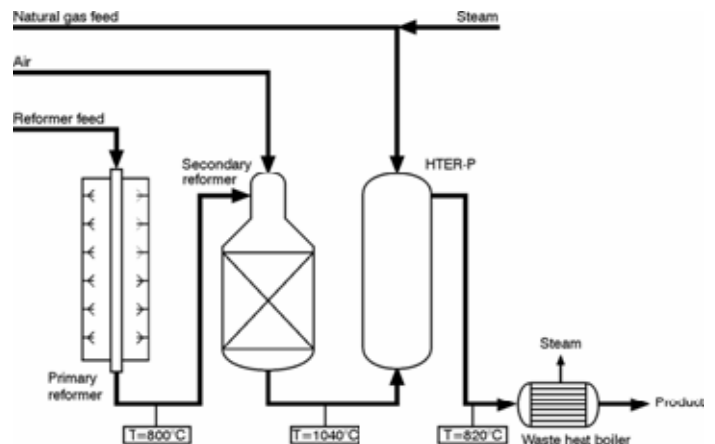 Natural gas feed
Steam
Air
Reformer feed
Secondary
reformer
HTER-P
Steam
Primary
reformer
Product
T=800°C
T=1040°C
T=820°C
Waste heat boiler